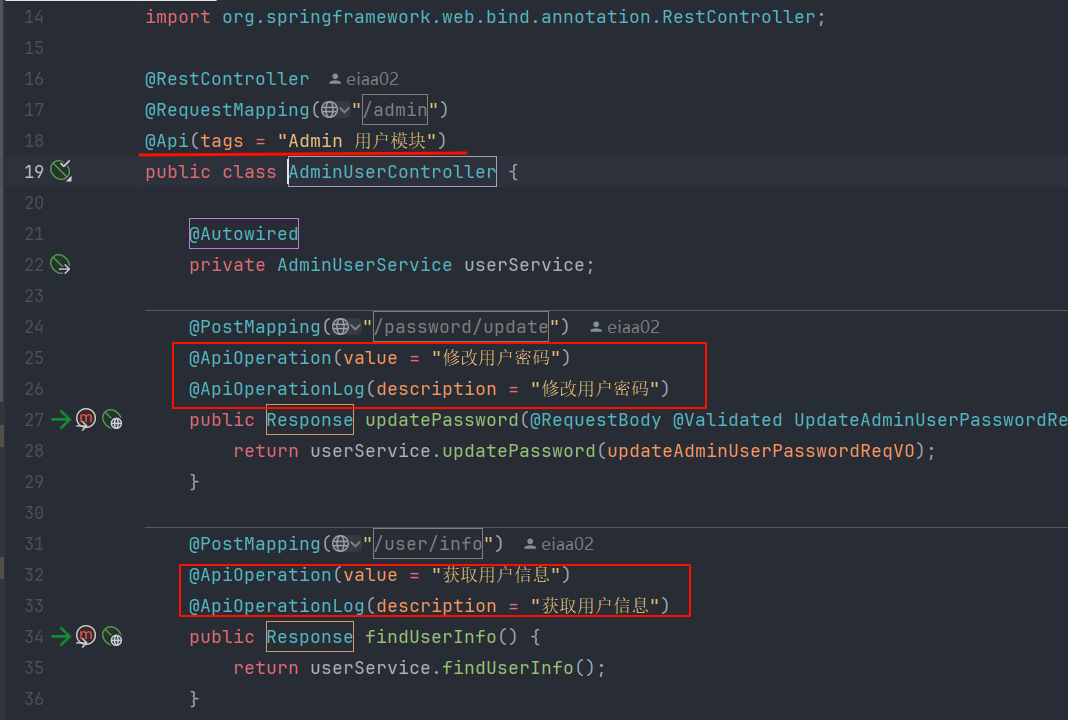 14 import org.springframework.web.bind.annotation.RestController;
15
16 @RestController eiaa02
17 @RequestMapping("/admin")
18 @Api(tags = "Admin 用户模块")
19 public class AdminUserController {
20
21 @Autowired
22 private AdminUserService userService;
23
24 @PostMapping("/password/update") eiaa02
25 @ApiOperation(value = "修改用户密码")
26 @ApiOperationLog(description = "修改用户密码")
27 public Response updatePassword(@RequestBody @Validated UpdateAdminUserPasswordRe
28 return userService.updatePassword(updateAdminUserPasswordReqVO);
29 }
30
31 @PostMapping("/user/info") eiaa02
32 @ApiOperation(value = "获取用户信息")
33 @ApiOperationLog(description = "获取用户信息")
34 public Response findUserInfo() {
35 return userService.findUserInfo();
36 }